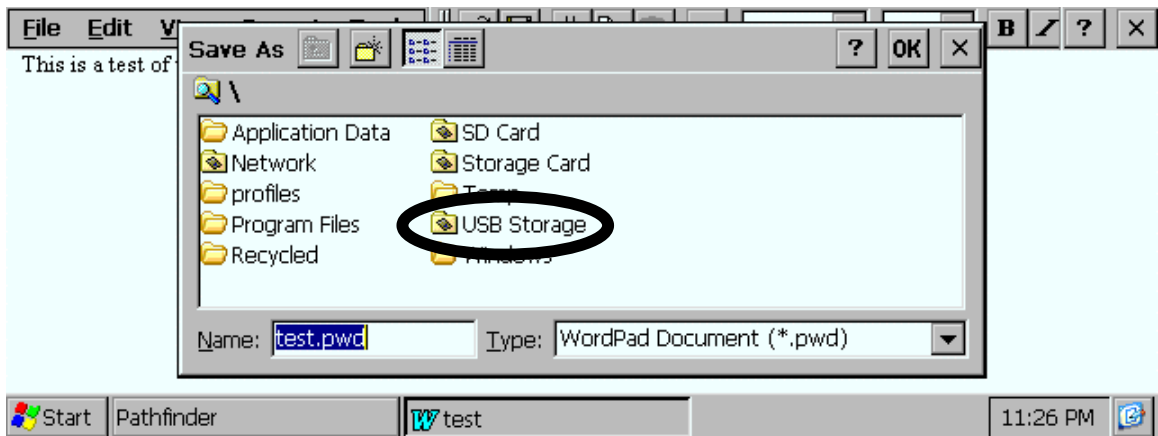 File Edit
B I ? ×
This is a test of
Save As ? OK ×
\
Application Data SD Card
Network Storage Card
profiles
Program Files USB Storage
Recycled Windows
Name: test.pwd Type: WordPad Document (*.pwd)
Start Pathfinder test 11:26 PM